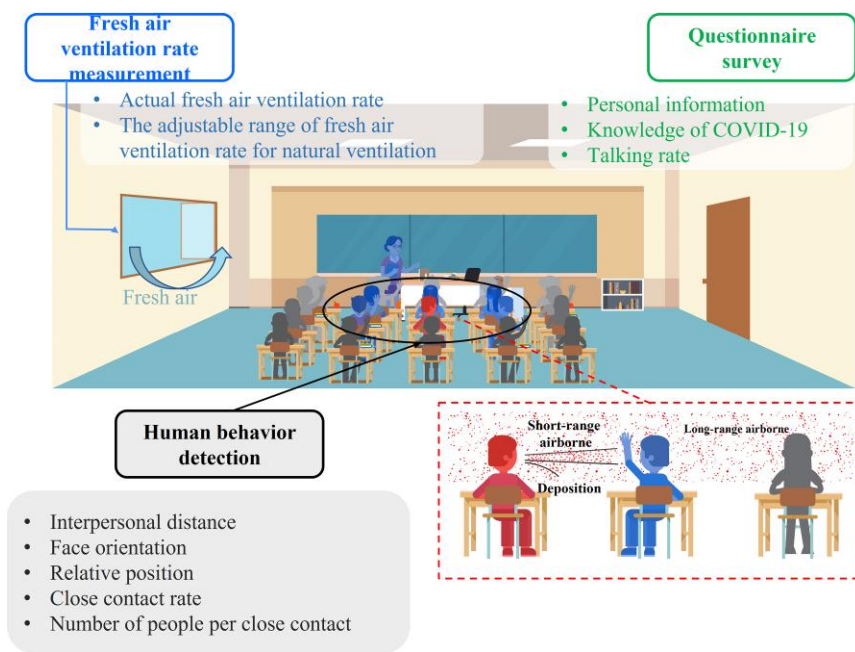 Fresh air
ventilation rate
measurement
• Actual fresh air ventilation rate
• The adjustable range of fresh air
ventilation rate for natural ventilation
Questionnaire
survey
• Personal information
• Knowledge of COVID-19
• Talking rate
Fresh air
Human behavior
detection
• Interpersonal distance
• Face orientation
• Relative position
• Close contact rate
• Number of people per close contact
Short-range
airborne
Long-range airborne
Deposition